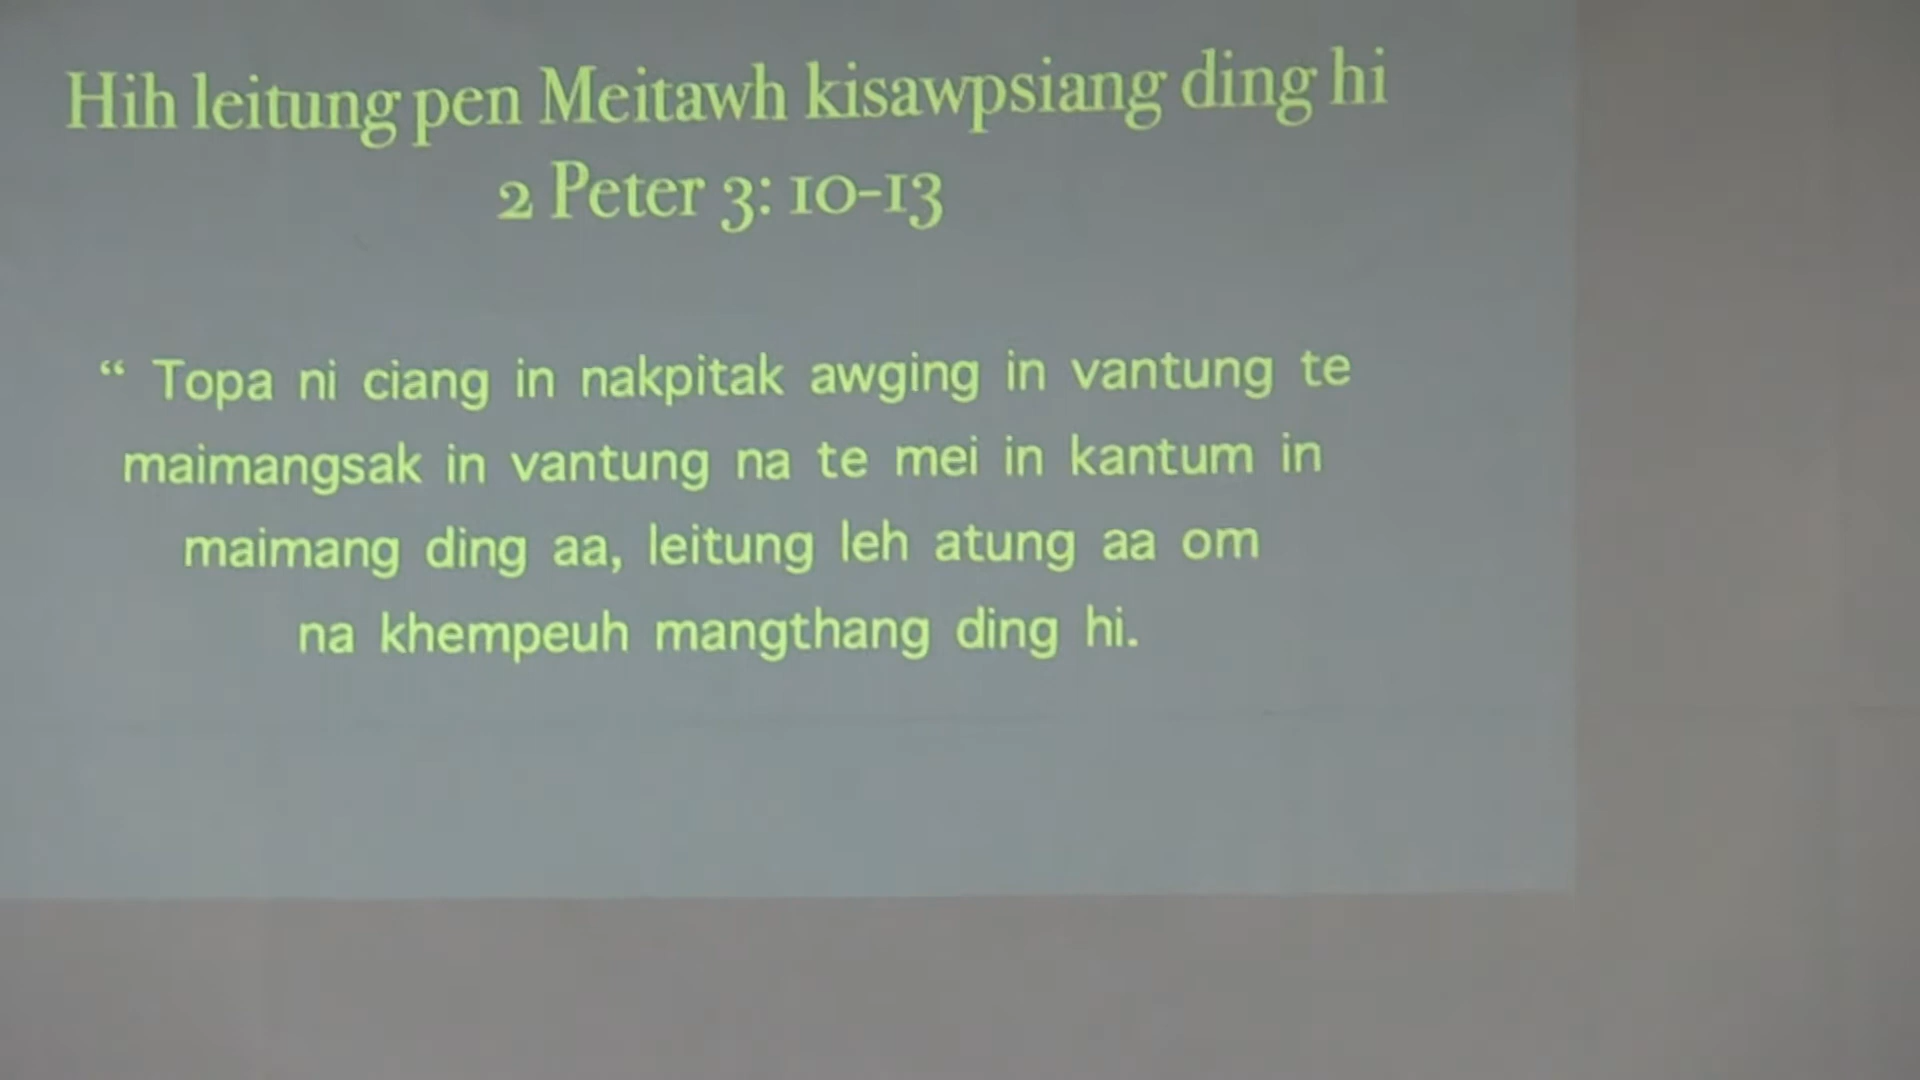 Hih leitung pen Meitawh kisawpsiang ding hi
2 Peter 3: 10-13
“ Topa ni ciang in nakpitak awging in vantung te
maimangsak in vantung na te mei in kantum in
maimang ding aa, leitung leh atung aa om
na khempeuh mangthang ding hi.